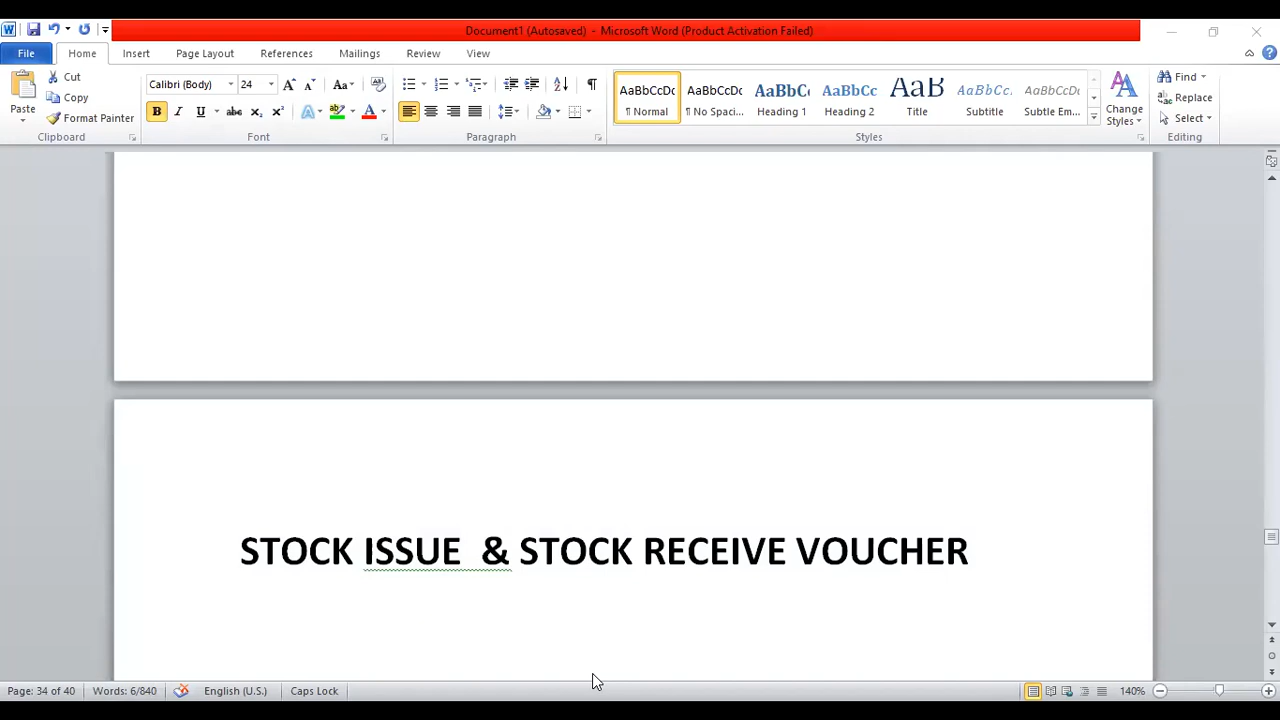 Document1 (Autosaved) - Microsoft Word (Product Activation Failed)
File Home Insert Page Layout References Mailings Review View
Cut
Copy
Format Painter
Paste
Clipboard
Calibri (Body) 24
Font
Paragraph
AaBbCcDc AaBbCcDc AaBbCc AaBbCc AaB AaBbCcI. AaBbCcDc
¶ Normal ¶ No Spaci... Heading 1 Heading 2 Title Subtitle Subtle Em...
Change
Styles
Styles
Find
Replace
Select
Editing
STOCK ISSUE  & STOCK RECEIVE VOUCHER
Page: 34 of 40 Words: 6/840 English (U.S.) Caps Lock 140%